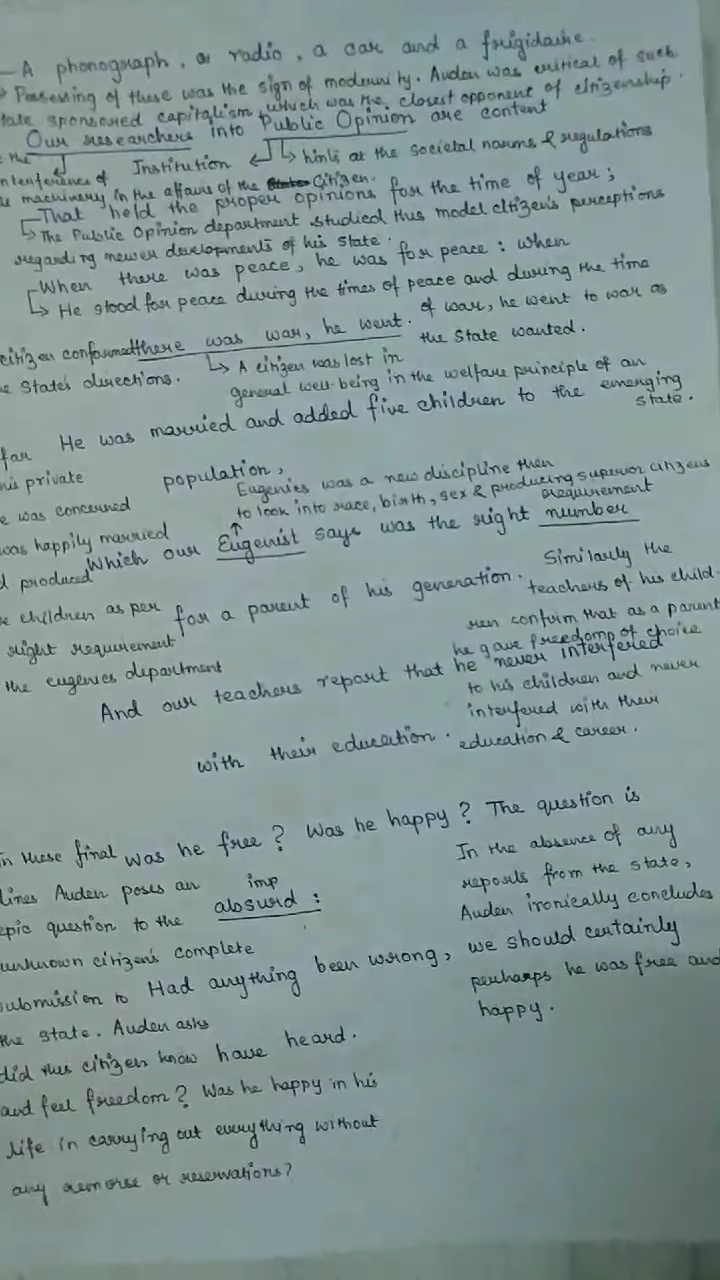 A phonograph, a radio, a car and a frigidaire.
Possessing of these was the sign of modernity. Auden was critical of such
tate sponsored capitalism, which was the closest opponent of citizenship.
Our researchers into Public Opinion are content
the
Institution
hints at the societal norms & regulations
nterference of
machinery in the affairs of the citizen.
That hold the proper opinions for the time of year;
The Public Opinion department studied this model citizen's perceptions
regarding newer developments of his state.
When there was peace, he was for peace: when
He stood for peace during the times of peace and during the time
of war, he went to war as
the State wanted.
citizen conformed there was war, he went.
e State's directions.
A citizen was lost in
general well-being in the welfare principle of an
emerging
state.
far He was married and added five children to the
his private population,
e was concerned
Eugenics was a new discipline then
to look into race, birth, sex & producing superior citizens
requirement
was happily married
Which our Eugenist says was the right number
d produced
e children as per for a parent of his generation.
right requirement
the eugenics department
Similarly the
teachers of his child-
ren confirm that as a parent
he gave freedomp of choice
to his children and never
interfered with their
education & career.
And our teachers report that he never interfered
with their education.
in these final Was he free? Was he happy? The question is
lines Auden poses an imp
epic question to the absurd:
unknown citizen's complete
submission to Had anything been wrong, we should certainly
the state. Auden asks
did this citizen know have heard.
and feel freedom? Was he happy in his
life in carrying out everything without
any remorse or reservations?
In the absence of any
reports from the state,
Auden ironically concludes
perharps he was free and
happy.